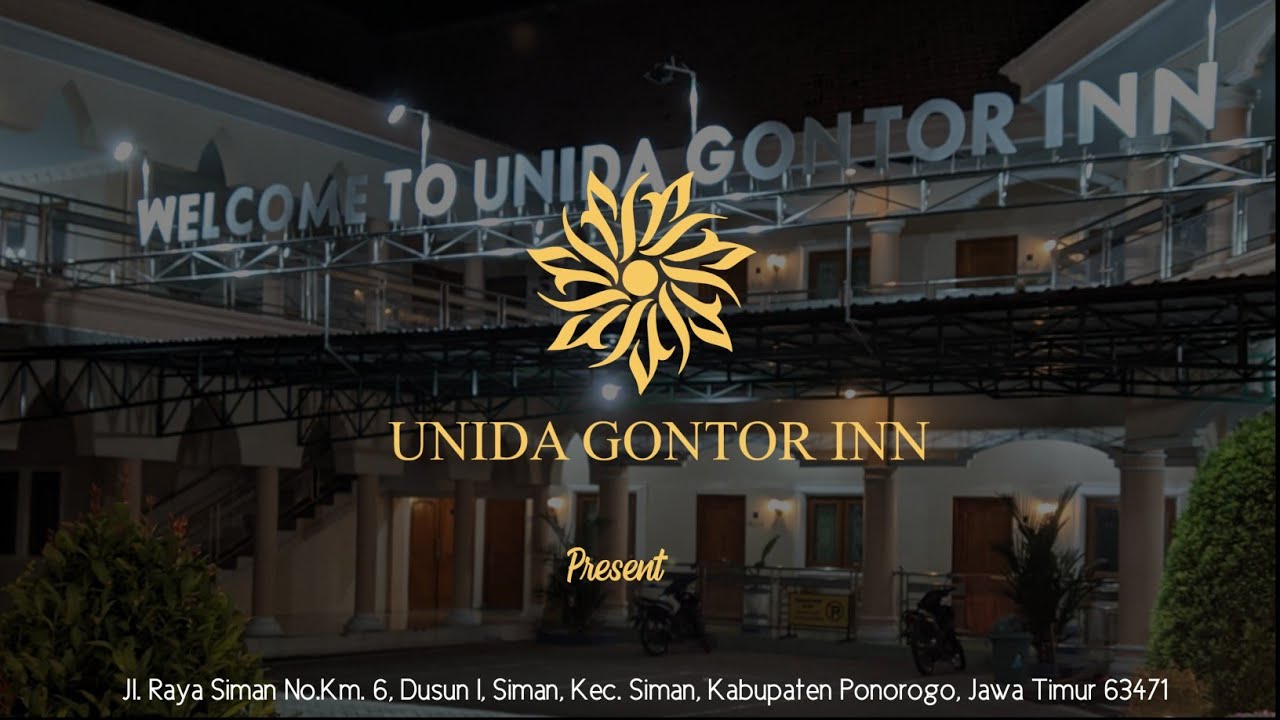 WELCOME TO UNIDA GONTOR INN
UNIDA GONTOR INN
Present
Jl. Raya Siman No.Km. 6, Dusun I, Siman, Kec. Siman, Kabupaten Ponorogo, Jawa Timur 63471